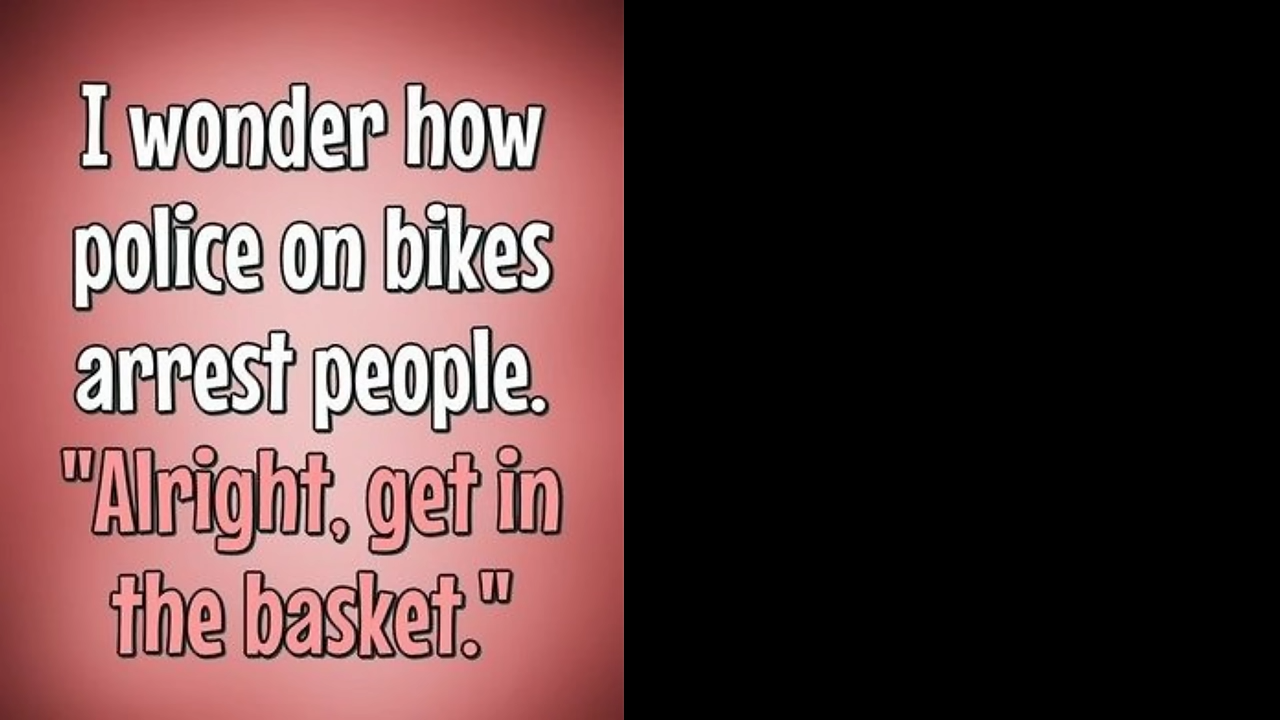 I wonder how
police on bikes
arrest people.
"Alright, get in
the basket."